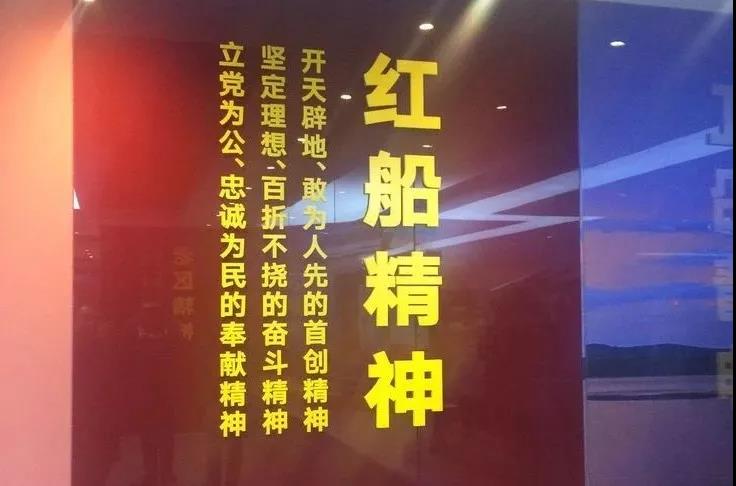 红船精神
开天辟地、敢为人先的首创精神
坚定理想、百折不挠的奋斗精神
立党为公、忠诚为民的奉献精神